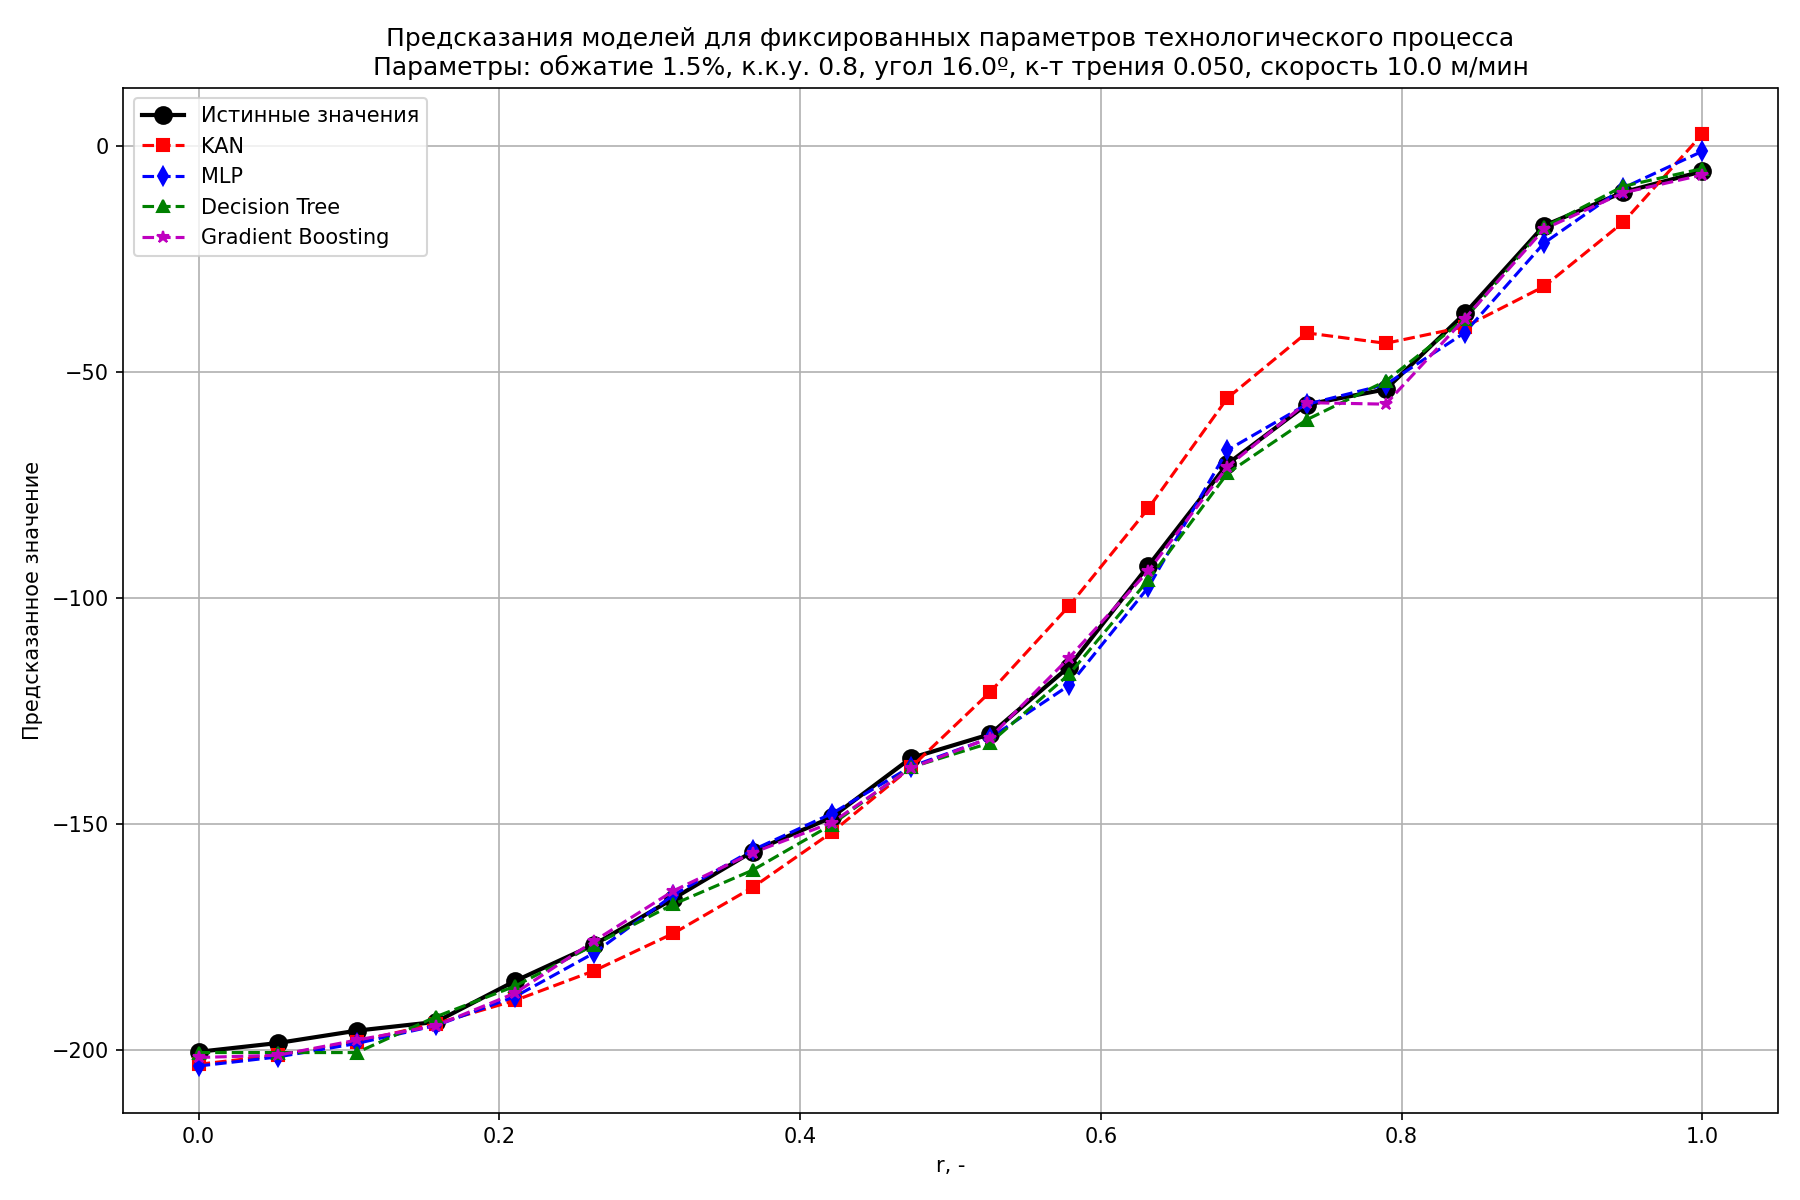 Предсказания моделей для фиксированных параметров технологического процесса
Параметры: обжатие 1.5%, к.к.у. 0.8, угол 16.0º, к-т трения 0.050, скорость 10.0 м/мин
Истинные значения
KAN
MLP
Decision Tree
Gradient Boosting
Предсказанное значение
0
−50
−100
−150
−200
0.0 0.2 0.4 0.6 0.8 1.0
r, -